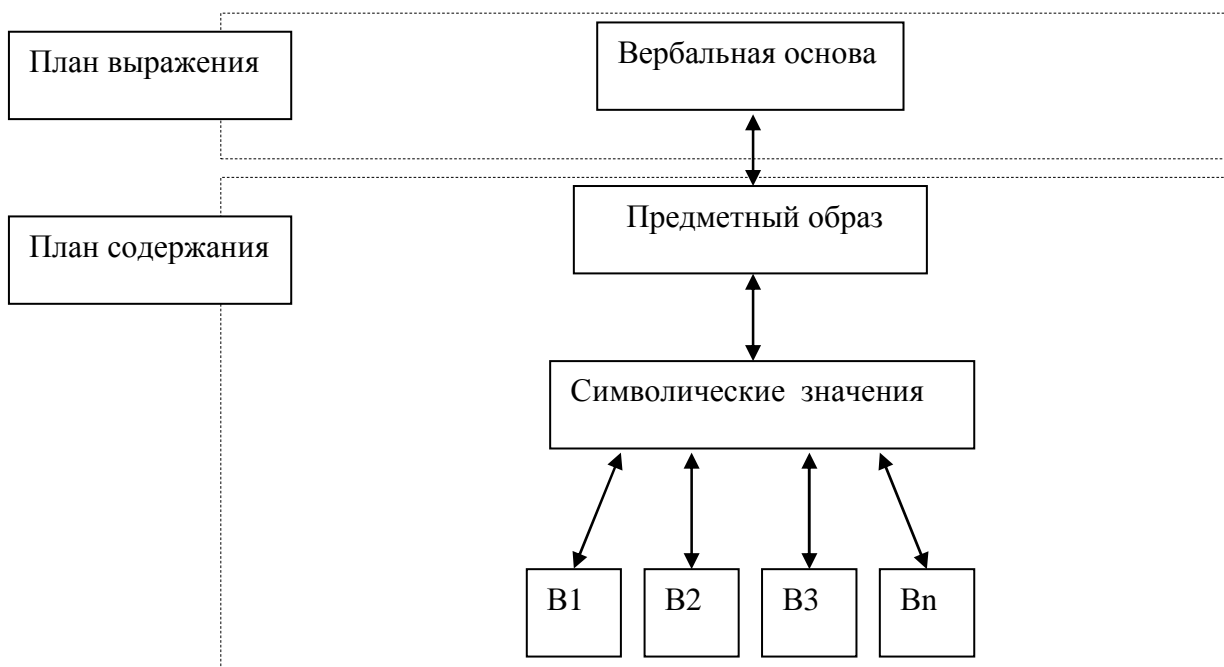 План выражения
Вербальная основа
План содержания
Предметный образ
Символические значения
В1
В2
В3
Вn